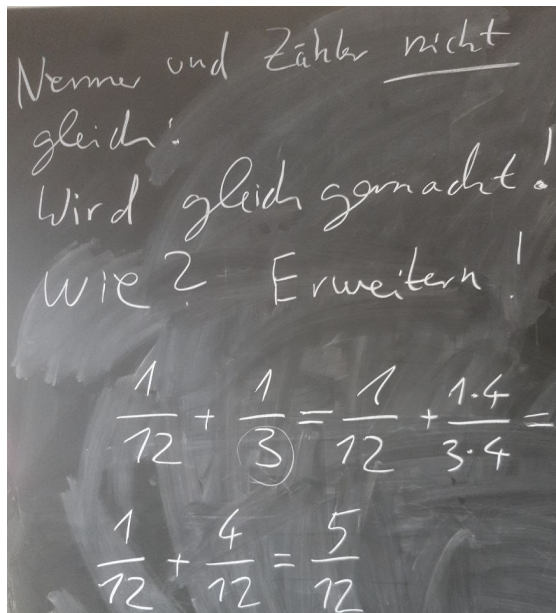 Nenner und Zähler nicht
gleich:
Wird gleich gemacht!
Wie? Erweitern!
1/12 + 1/3 = 1/12 + 1·4/3·4 =
1/12 + 4/12 = 5/12